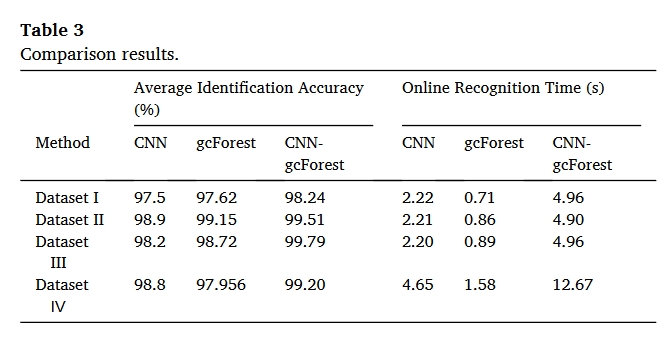 Table 3
Comparison results.
Average Identification Accuracy Online Recognition Time (s)
(%)
Method CNN gcForest CNN- CNN gcForest CNN-
gcForest gcForest
Dataset I 97.5 97.62 98.24 2.22 0.71 4.96
Dataset II 98.9 99.15 99.51 2.21 0.86 4.90
Dataset 98.2 98.72 99.79 2.20 0.89 4.96
III
Dataset 98.8 97.956 99.20 4.65 1.58 12.67
IV